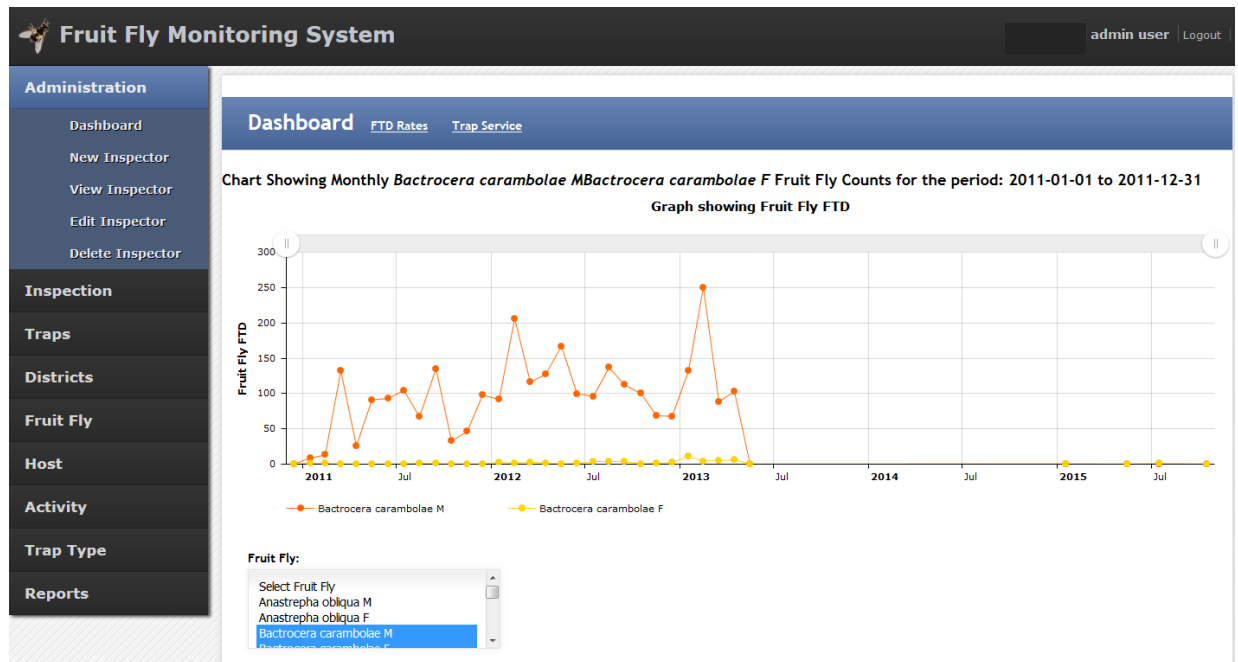 Fruit Fly Monitoring System
admin user Logout
Administration
Dashboard
New Inspector
View Inspector
Edit Inspector
Delete Inspector
Inspection
Traps
Districts
Fruit Fly
Host
Activity
Trap Type
Reports
Dashboard FTD Rates Trap Service
Chart Showing Monthly Bactrocera carambolae MBactrocera carambolae F Fruit Fly Counts for the period: 2011-01-01 to 2011-12-31
Graph showing Fruit Fly FTD
Fruit Fly FTD
300
250
200
150
100
50
0
2011 Jul 2012 Jul 2013 Jul 2014 Jul 2015 Jul
Bactrocera carambolae M Bactrocera carambolae F
Fruit Fly:
Select Fruit Fly
Anastrepha obliqua M
Anastrepha obliqua F
Bactrocera carambolae M
Bactrocera carambolae F